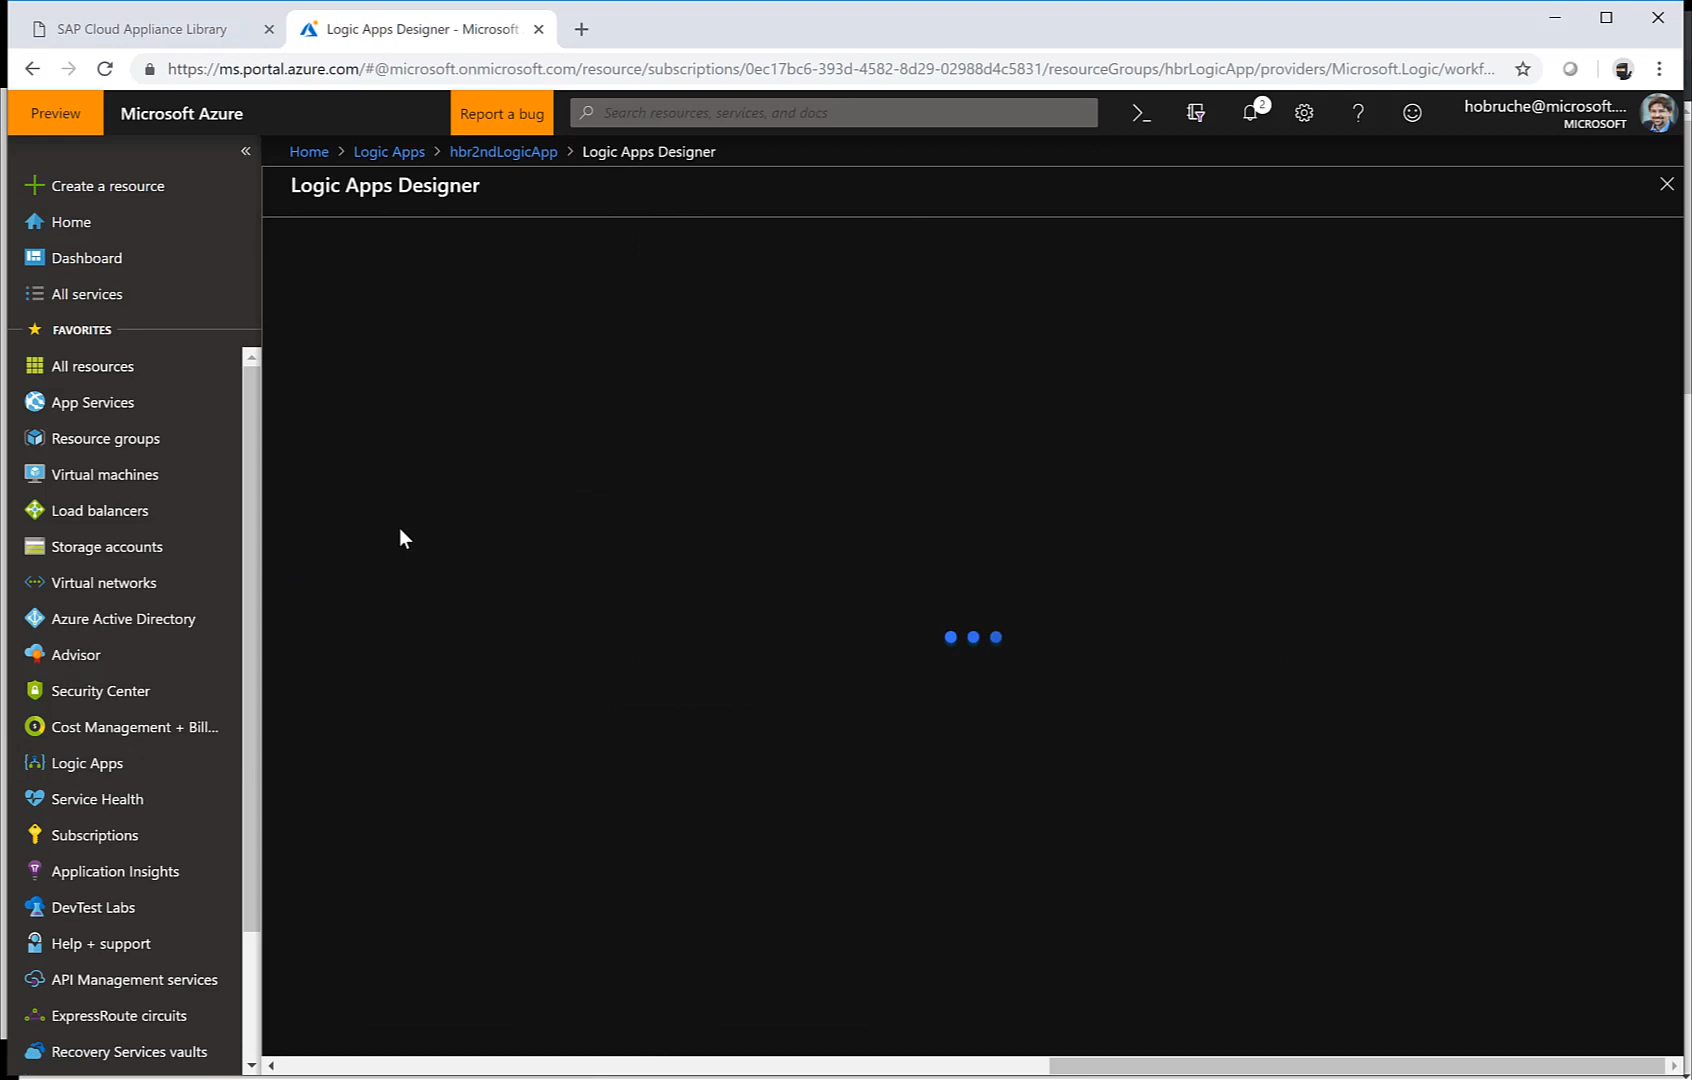 SAP Cloud Appliance Library
Logic Apps Designer - Microsoft
https://ms.portal.azure.com/#@microsoft.onmicrosoft.com/resource/subscriptions/0ec17bc6-393d-4582-8d29-02988d4c5831/resourceGroups/hbrLogicApp/providers/Microsoft.Logic/workf...
Preview
Microsoft Azure
Report a bug
Search resources, services, and docs
2
hobruche@microsoft....
MICROSOFT
«
Home > Logic Apps > hbr2ndLogicApp > Logic Apps Designer
Logic Apps Designer
Create a resource
Home
Dashboard
All services
FAVORITES
All resources
App Services
Resource groups
Virtual machines
Load balancers
Storage accounts
Virtual networks
Azure Active Directory
Advisor
Security Center
Cost Management + Bill...
Logic Apps
Service Health
Subscriptions
Application Insights
DevTest Labs
Help + support
API Management services
ExpressRoute circuits
Recovery Services vaults